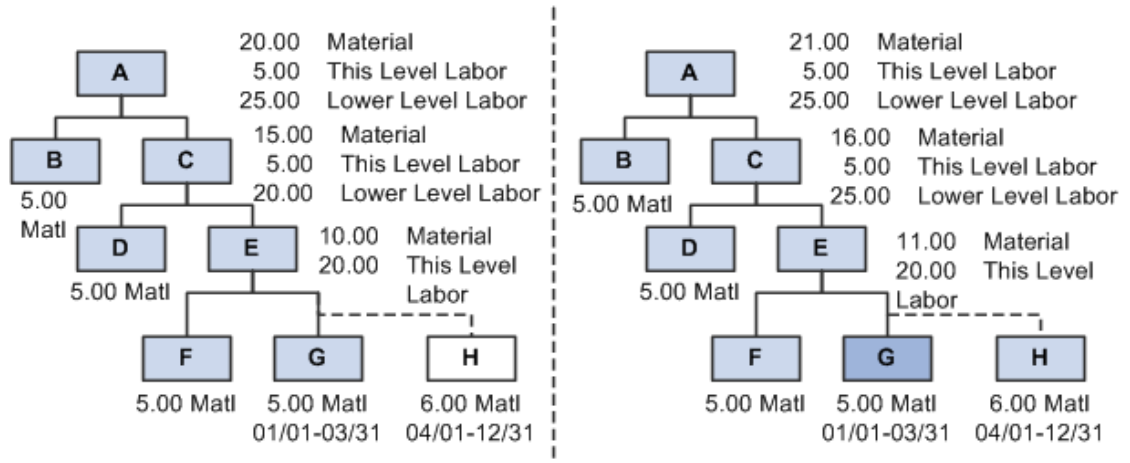 A
20.00 Material
5.00 This Level Labor
25.00 Lower Level Labor
B
C
15.00 Material
5.00 This Level Labor
20.00 Lower Level Labor
5.00
Matl
D
E
10.00 Material
20.00 This Level
Labor
5.00 Matl
F
G
H
5.00 Matl
5.00 Matl
6.00 Matl
01/01-03/31
04/01-12/31
A
21.00 Material
5.00 This Level Labor
25.00 Lower Level Labor
B
C
16.00 Material
5.00 This Level Labor
25.00 Lower Level Labor
5.00 Matl
D
E
11.00 Material
20.00 This Level
Labor
5.00 Matl
F
G
H
5.00 Matl
5.00 Matl
6.00 Matl
01/01-03/31
04/01-12/31